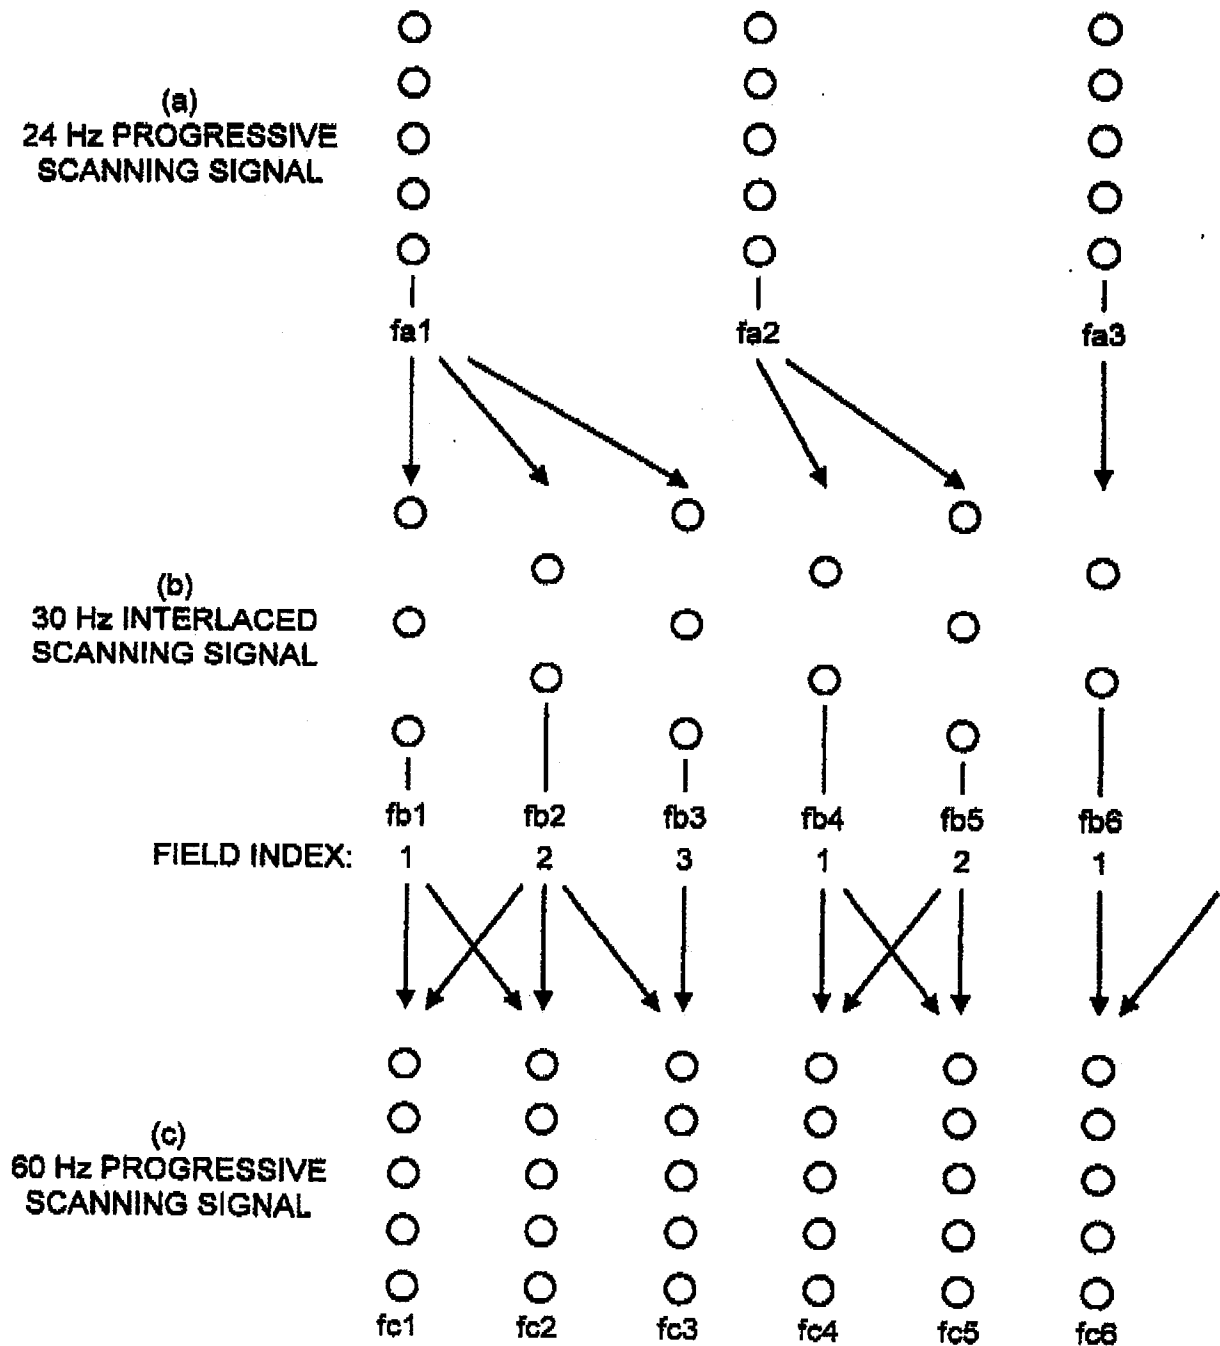 (a)
24 Hz PROGRESSIVE
SCANNING SIGNAL
fa1 fa2 fa3
(b)
30 Hz INTERLACED
SCANNING SIGNAL
fb1 fb2 fb3 fb4 fb5 fb6
FIELD INDEX: 1 2 3 1 2 1
(c)
60 Hz PROGRESSIVE
SCANNING SIGNAL
fc1 fc2 fc3 fc4 fc5 fc6